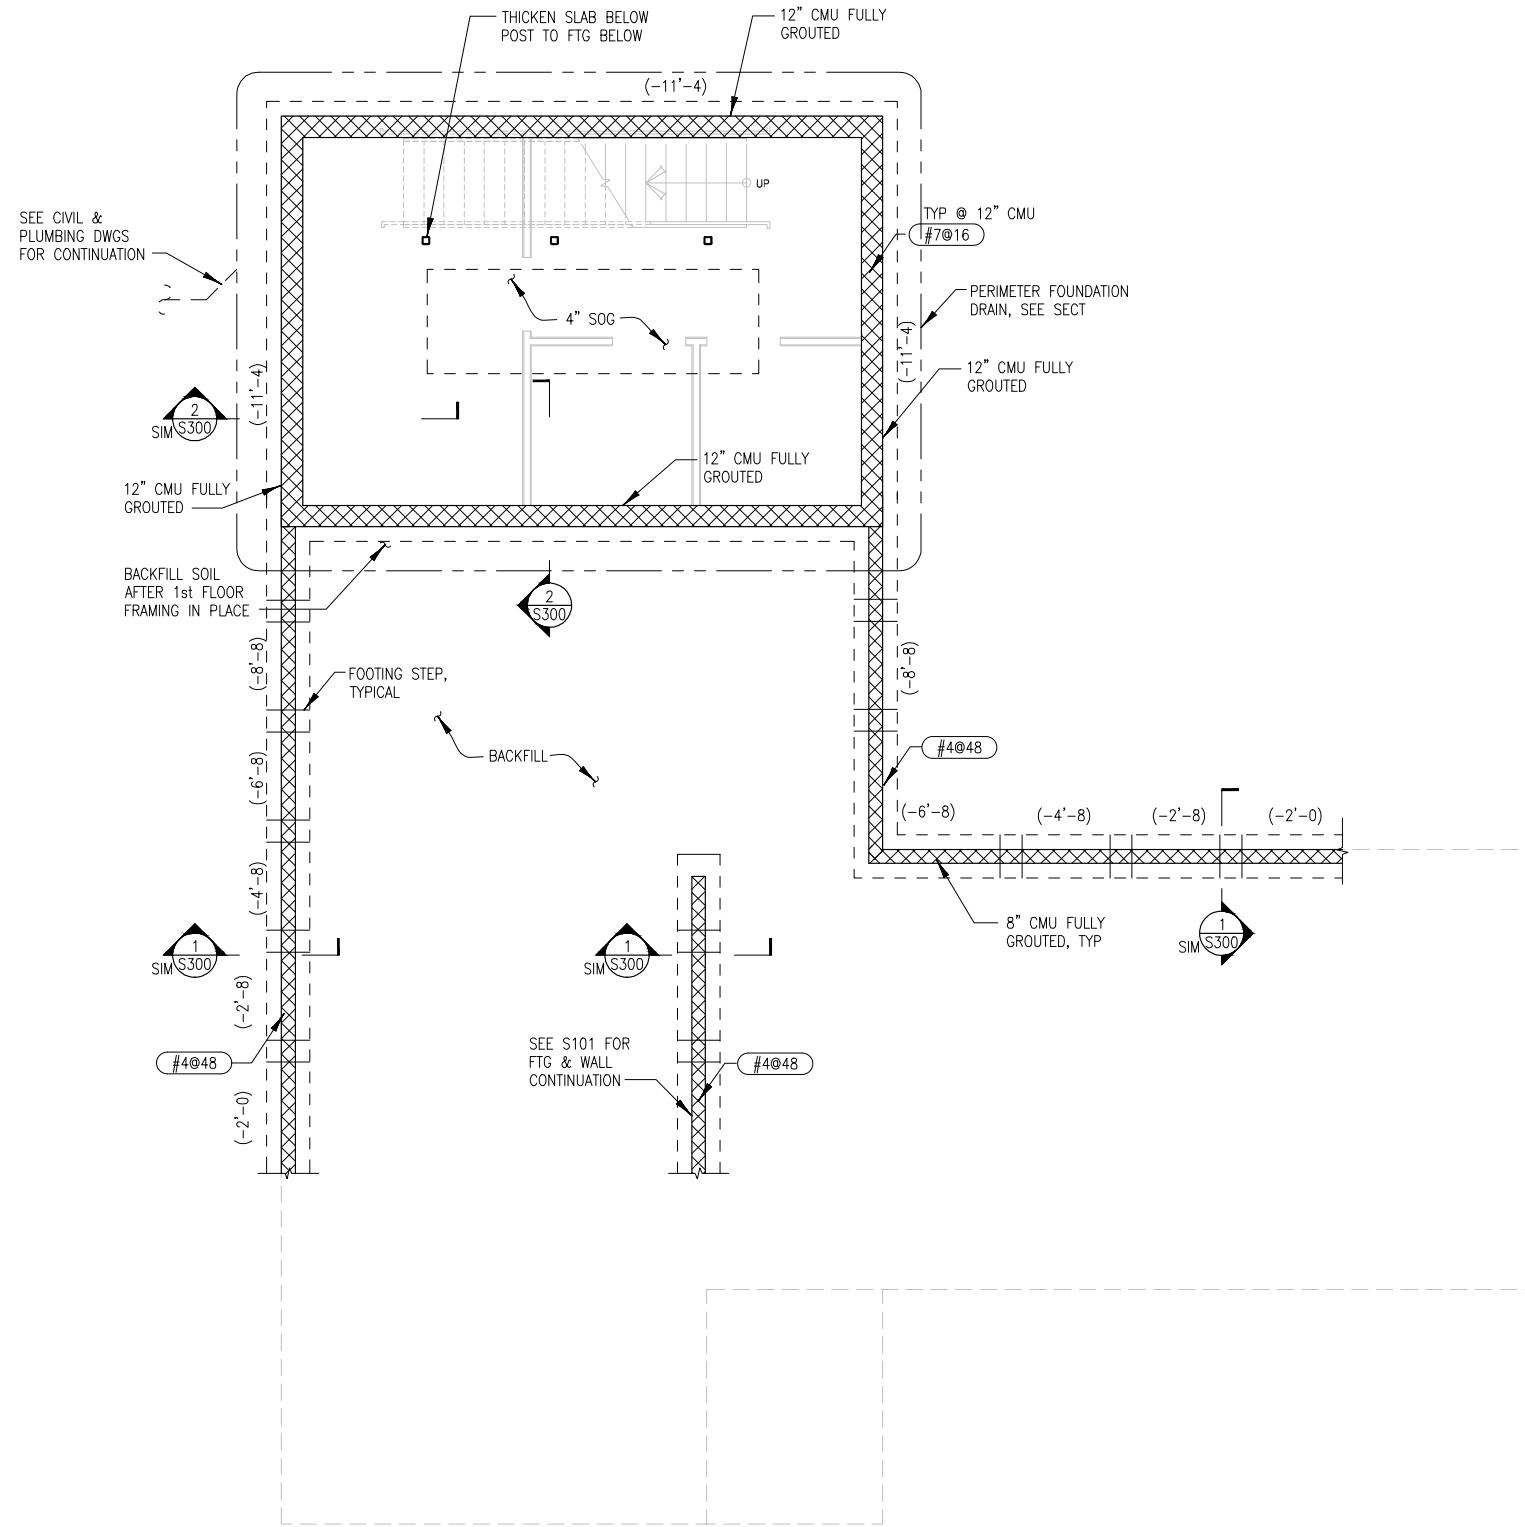 THICKEN SLAB BELOW
POST TO FTG BELOW
12" CMU FULLY
GROUTED
(-11'-4)
UP
SEE CIVIL &
PLUMBING DWGS
FOR CONTINUATION
TYP @ 12" CMU
#7@16
PERIMETER FOUNDATION
DRAIN, SEE SECT
4" SOG
(-11'-4)
12" CMU FULLY
GROUTED
(-11'-4)
2
S300
SIM
12" CMU FULLY
GROUTED
12" CMU FULLY
GROUTED
BACKFILL SOIL
AFTER 1st FLOOR
FRAMING IN PLACE
2
S300
(-8'-8)
(-8'-8)
FOOTING STEP,
TYPICAL
BACKFILL
#4@48
(-6'-8)
(-6'-8)
(-4'-8)
(-2'-8)
(-2'-0)
(-4'-8)
8" CMU FULLY
GROUTED, TYP
1
S300
SIM
1
S300
SIM
1
S300
SIM
(-2'-8)
SEE S101 FOR
FTG & WALL
CONTINUATION
#4@48
#4@48
(-2'-0)